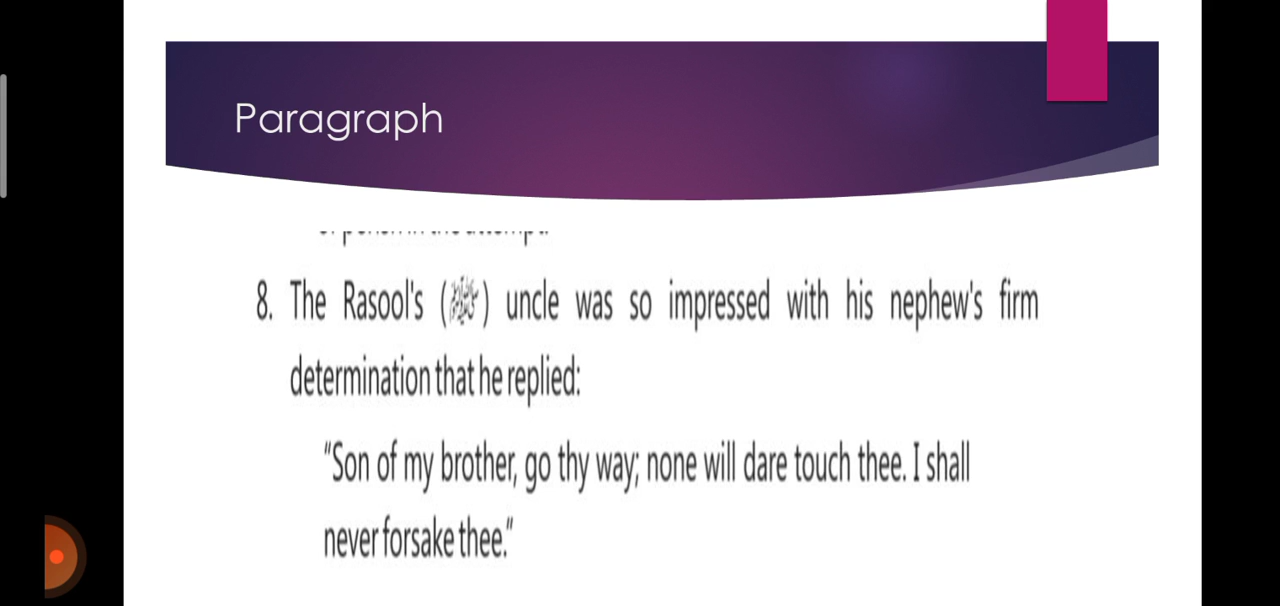 Paragraph
8. The Rasool's (ﷺ) uncle was so impressed with his nephew's firm
determination that he replied:
"Son of my brother, go thy way; none will dare touch thee. I shall
never forsake thee."